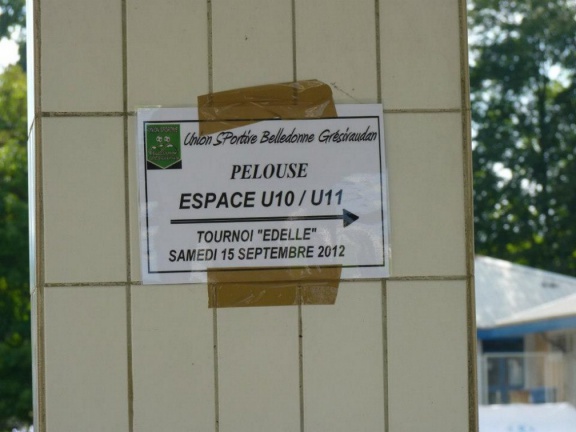 Union SPortive Belledonne Grésivaudan
PELOUSE
ESPACE U10 / U11
TOURNOI "EDELLE"
SAMEDI 15 SEPTEMBRE 2012